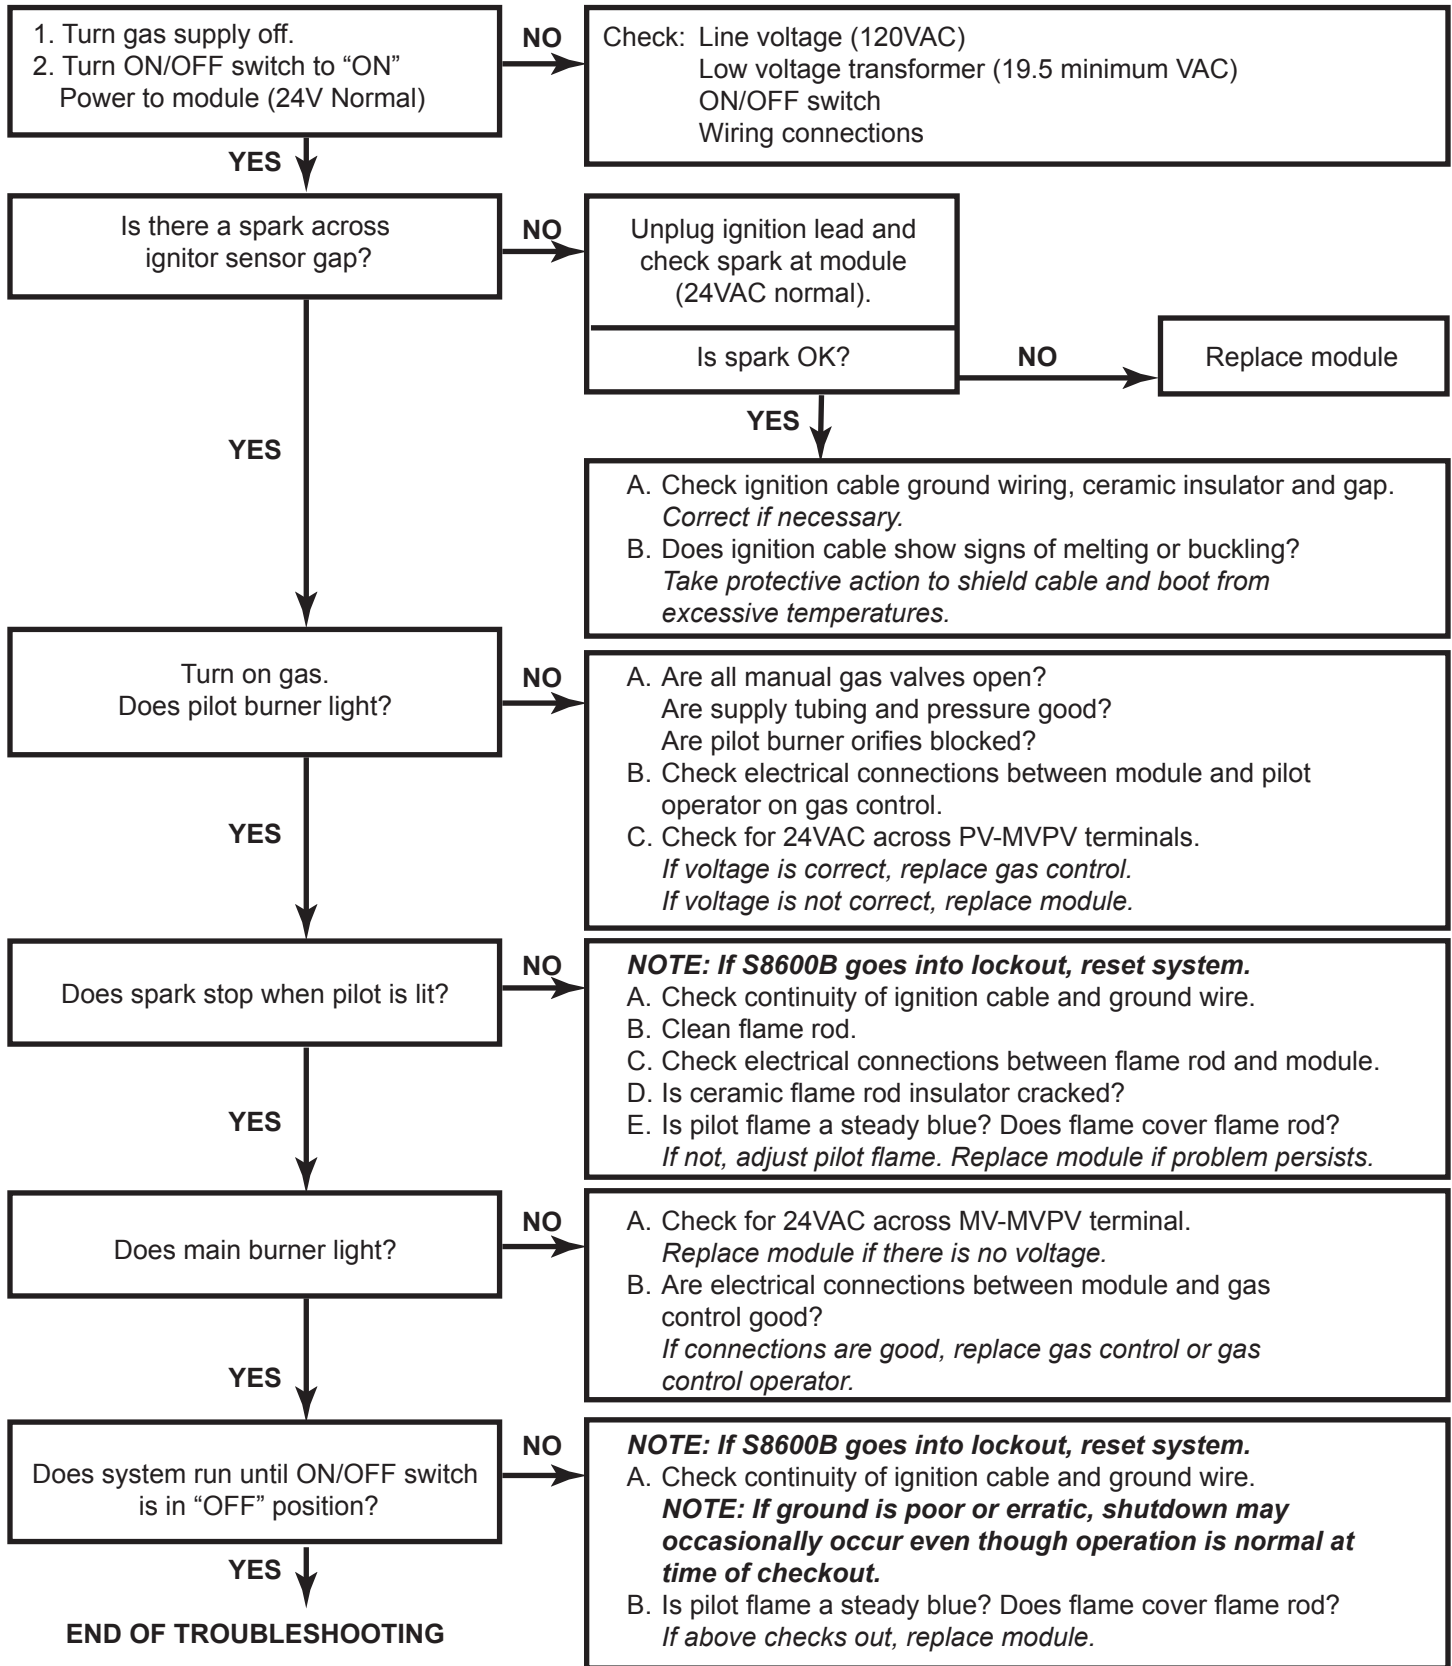 1. Turn gas supply off.
2. Turn ON/OFF switch to “ON”
Power to module (24V Normal)
NO
Check: Line voltage (120VAC)
Low voltage transformer (19.5 minimum VAC)
ON/OFF switch
Wiring connections
YES
Is there a spark across
ignitor sensor gap?
NO
Unplug ignition lead and
check spark at module
(24VAC normal).
Is spark OK?
NO
Replace module
YES
A. Check ignition cable ground wiring, ceramic insulator and gap.
Correct if necessary.
B. Does ignition cable show signs of melting or buckling?
Take protective action to shield cable and boot from
excessive temperatures.
YES
Turn on gas.
Does pilot burner light?
NO
A. Are all manual gas valves open?
Are supply tubing and pressure good?
Are pilot burner orifies blocked?
B. Check electrical connections between module and pilot
operator on gas control.
C. Check for 24VAC across PV-MVPV terminals.
If voltage is correct, replace gas control.
If voltage is not correct, replace module.
YES
Does spark stop when pilot is lit?
NO
NOTE: If S8600B goes into lockout, reset system.
A. Check continuity of ignition cable and ground wire.
B. Clean flame rod.
C. Check electrical connections between flame rod and module.
D. Is ceramic flame rod insulator cracked?
E. Is pilot flame a steady blue? Does flame cover flame rod?
If not, adjust pilot flame. Replace module if problem persists.
YES
Does main burner light?
NO
A. Check for 24VAC across MV-MVPV terminal.
Replace module if there is no voltage.
B. Are electrical connections between module and gas
control good?
If connections are good, replace gas control or gas
control operator.
YES
Does system run until ON/OFF switch
is in “OFF” position?
NO
NOTE: If S8600B goes into lockout, reset system.
A. Check continuity of ignition cable and ground wire.
NOTE: If ground is poor or erratic, shutdown may
occasionally occur even though operation is normal at
time of checkout.
B. Is pilot flame a steady blue? Does flame cover flame rod?
If above checks out, replace module.
YES
END OF TROUBLESHOOTING